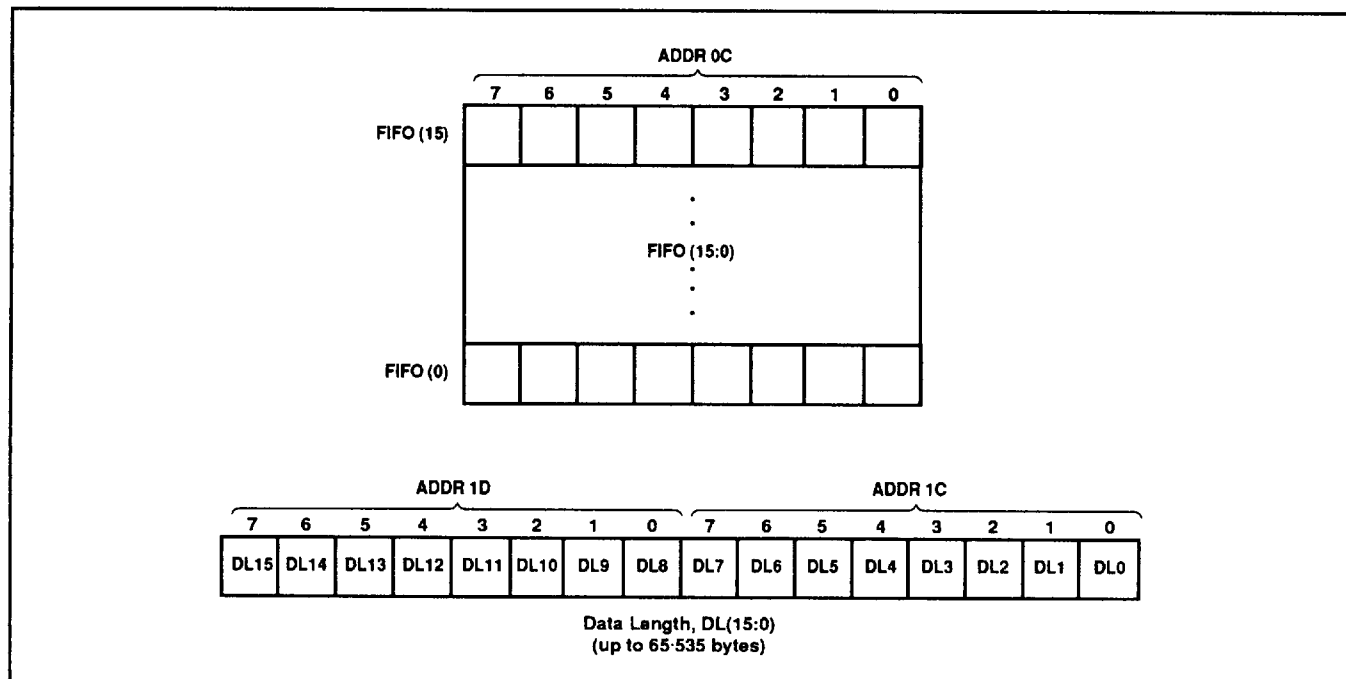 ADDR 0C
7 6 5 4 3 2 1 0
FIFO (15)
FIFO (15:0)
FIFO (0)
ADDR 1D ADDR 1C
7 6 5 4 3 2 1 0 7 6 5 4 3 2 1 0
DL15 DL14 DL13 DL12 DL11 DL10 DL9 DL8 DL7 DL6 DL5 DL4 DL3 DL2 DL1 DL0
Data Length, DL(15:0)
(up to 65·535 bytes)